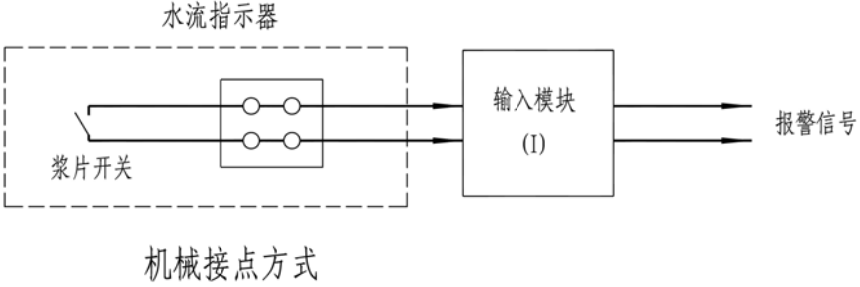 水流指示器
输入模块
(I)
报警信号
浆片开关
机械接点方式